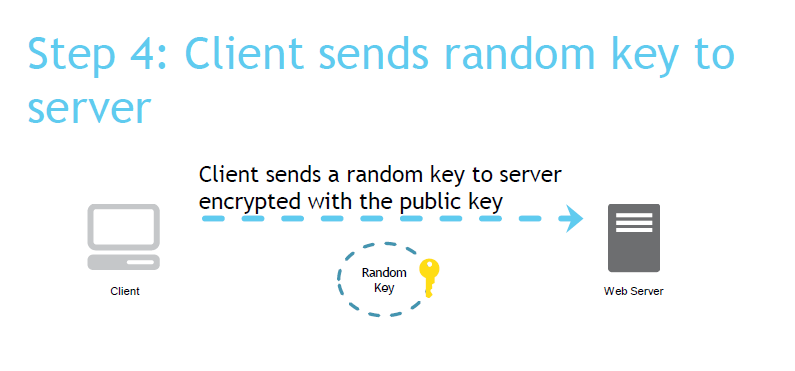 Step 4: Client sends random key to
server
Client sends a random key to server
encrypted with the public key
Random
Key
Client
Web Server